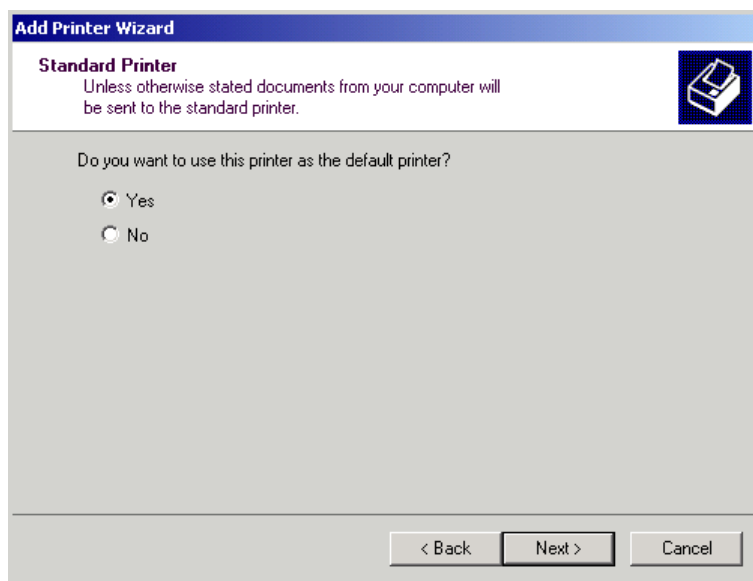 Add Printer Wizard
Standard Printer
Unless otherwise stated documents from your computer will
be sent to the standard printer.
Do you want to use this printer as the default printer?
Yes
No
< Back
Next >
Cancel